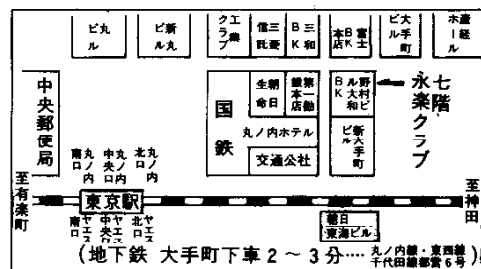 丸ビル
新丸ビル
工業クラブ
三菱信託
三和BK
富士BK本店
大手町ビル
産経ホール
中央郵便局
国鉄
朝日生命
第一勧銀本店
丸ノ内ホテル
交通公社
野村ビル大和BK
新大手町ビル
七階
永楽クラブ
丸ノ内南口
丸ノ内中央口
丸ノ内北口
至有楽町
東京駅
至神田
ヤエス南口
ヤエス中央口
ヤエス北口
朝日東海ビル
(地下鉄 大手町下車2〜3分‥‥丸ノ内線・東西線千代田線都営6号)